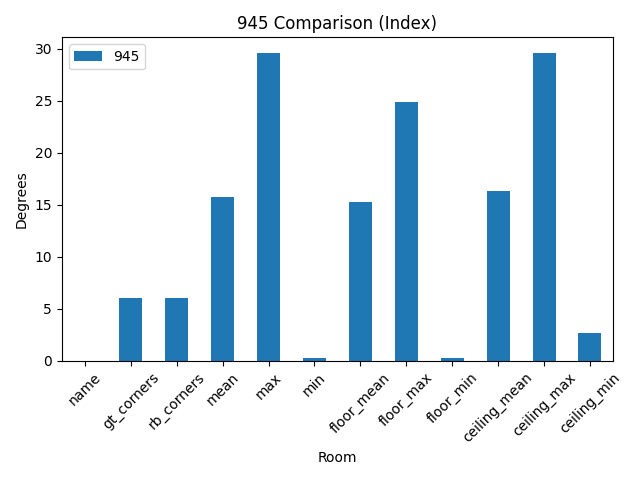 945 Comparison (Index)
945
Degrees
30
25
20
15
10
5
0
name
gt_corners
rb_corners
mean
max
min
floor_mean
floor_max
floor_min
ceiling_mean
ceiling_max
ceiling_min
Room